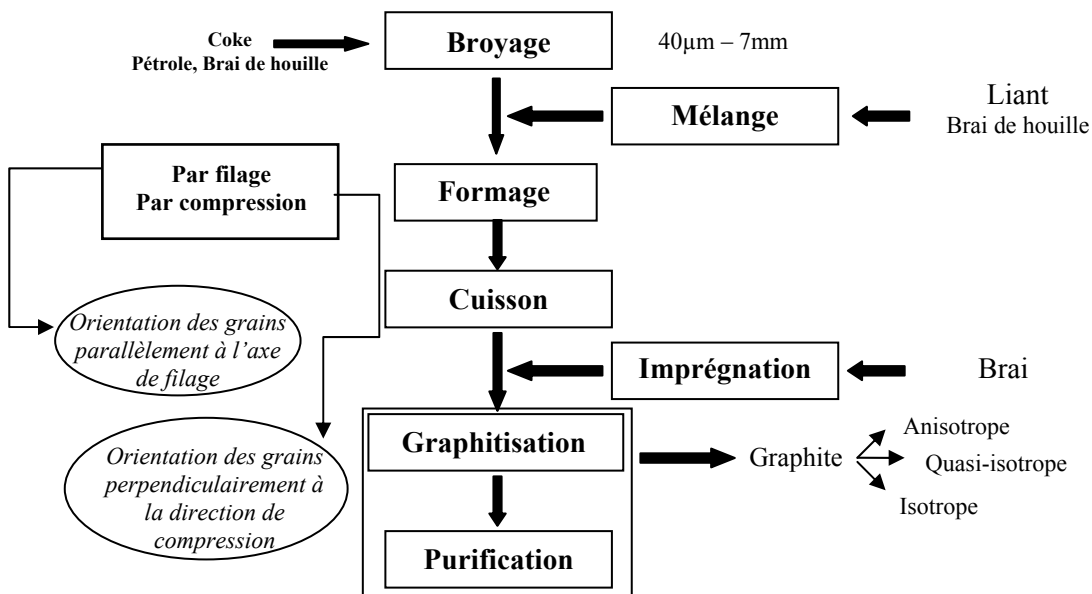 Coke
Pétrole, Brai de houille
Broyage
40µm – 7mm
Mélange
Liant
Brai de houille
Par filage
Par compression
Formage
Cuisson
Orientation des grains
parallèlement à l’axe
de filage
Imprégnation
Brai
Orientation des grains
perpendiculairement à
la direction de
compression
Graphitisation
Graphite
Anisotrope
Quasi-isotrope
Isotrope
Purification